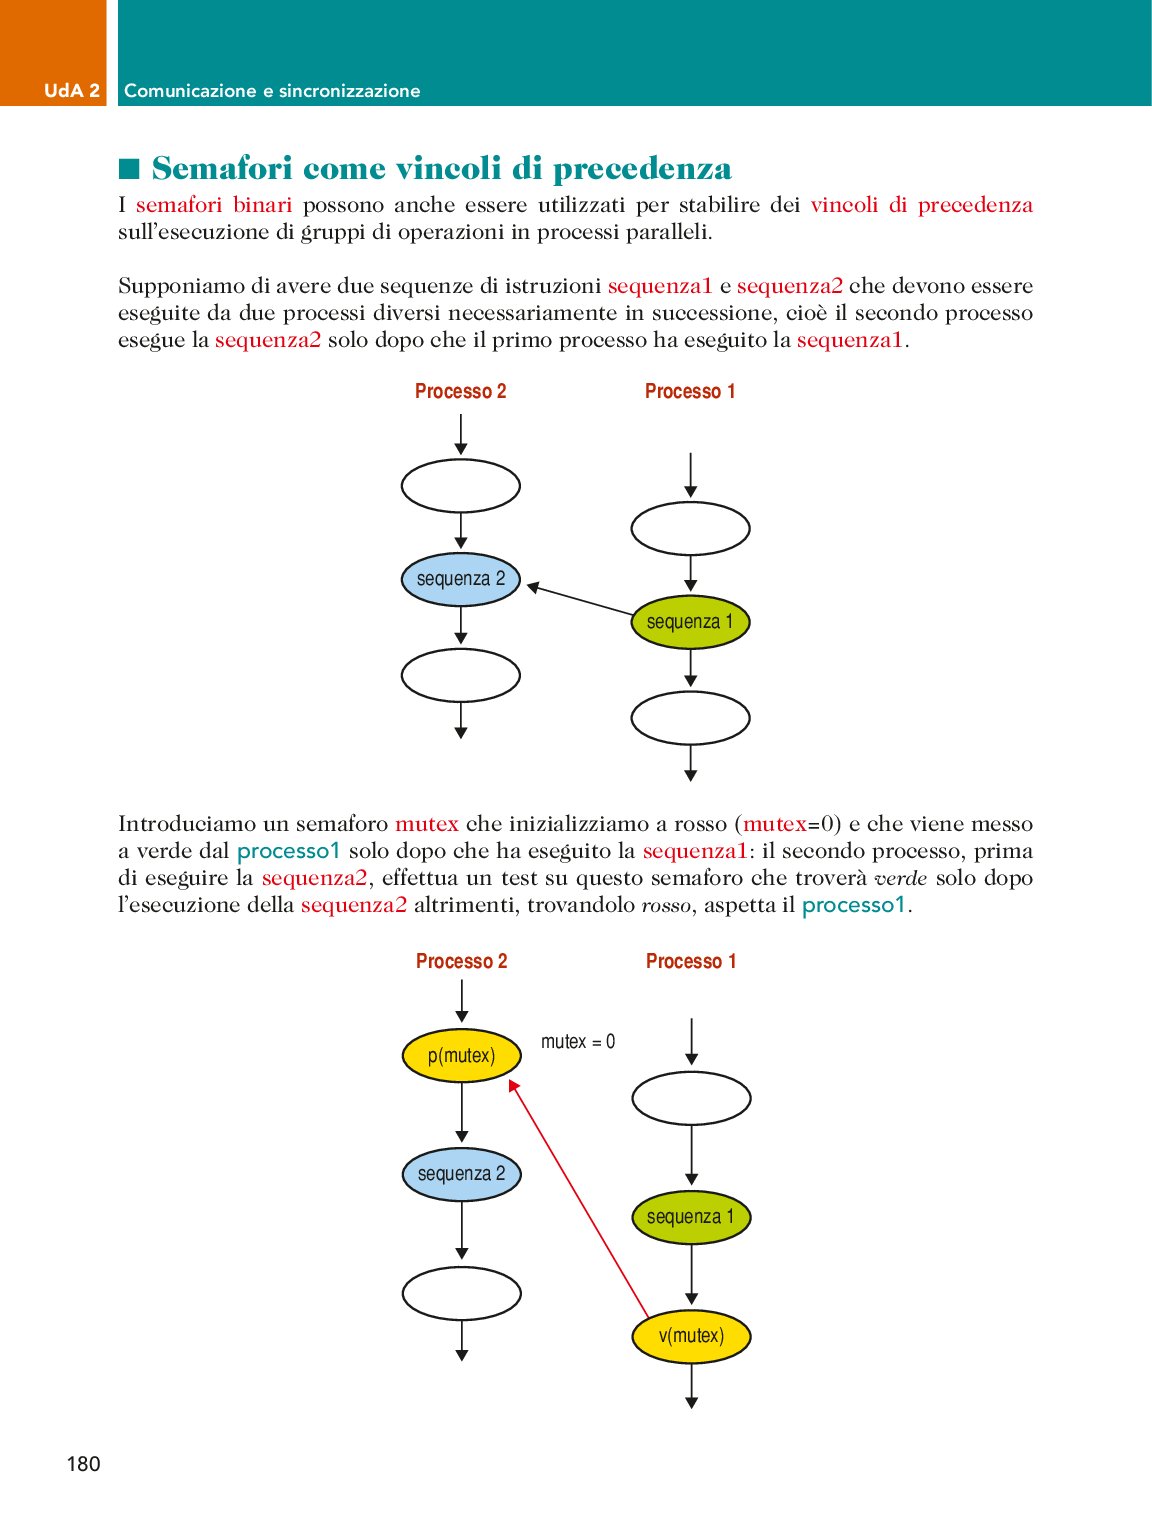 UdA 2 Comunicazione e sincronizzazione
Semafori come vincoli di precedenza
I semafori binari possono anche essere utilizzati per stabilire dei vincoli di precedenza
sull'esecuzione di gruppi di operazioni in processi paralleli.
Supponiamo di avere due sequenze di istruzioni sequenza1 e sequenza2 che devono essere
eseguite da due processi diversi necessariamente in successione, cioè il secondo processo
esegue la sequenza2 solo dopo che il primo processo ha eseguito la sequenza1.
Processo 2 Processo 1
sequenza 2
sequenza 1
Introduciamo un semaforo mutex che inizializziamo a rosso (mutex=0) e che viene messo
a verde dal processo1 solo dopo che ha eseguito la sequenza1: il secondo processo, prima
di eseguire la sequenza2, effettua un test su questo semaforo che troverà verde solo dopo
l'esecuzione della sequenza2 altrimenti, trovandolo rosso, aspetta il processo1.
Processo 2 Processo 1
mutex = 0
p(mutex)
sequenza 2
sequenza 1
v(mutex)
180